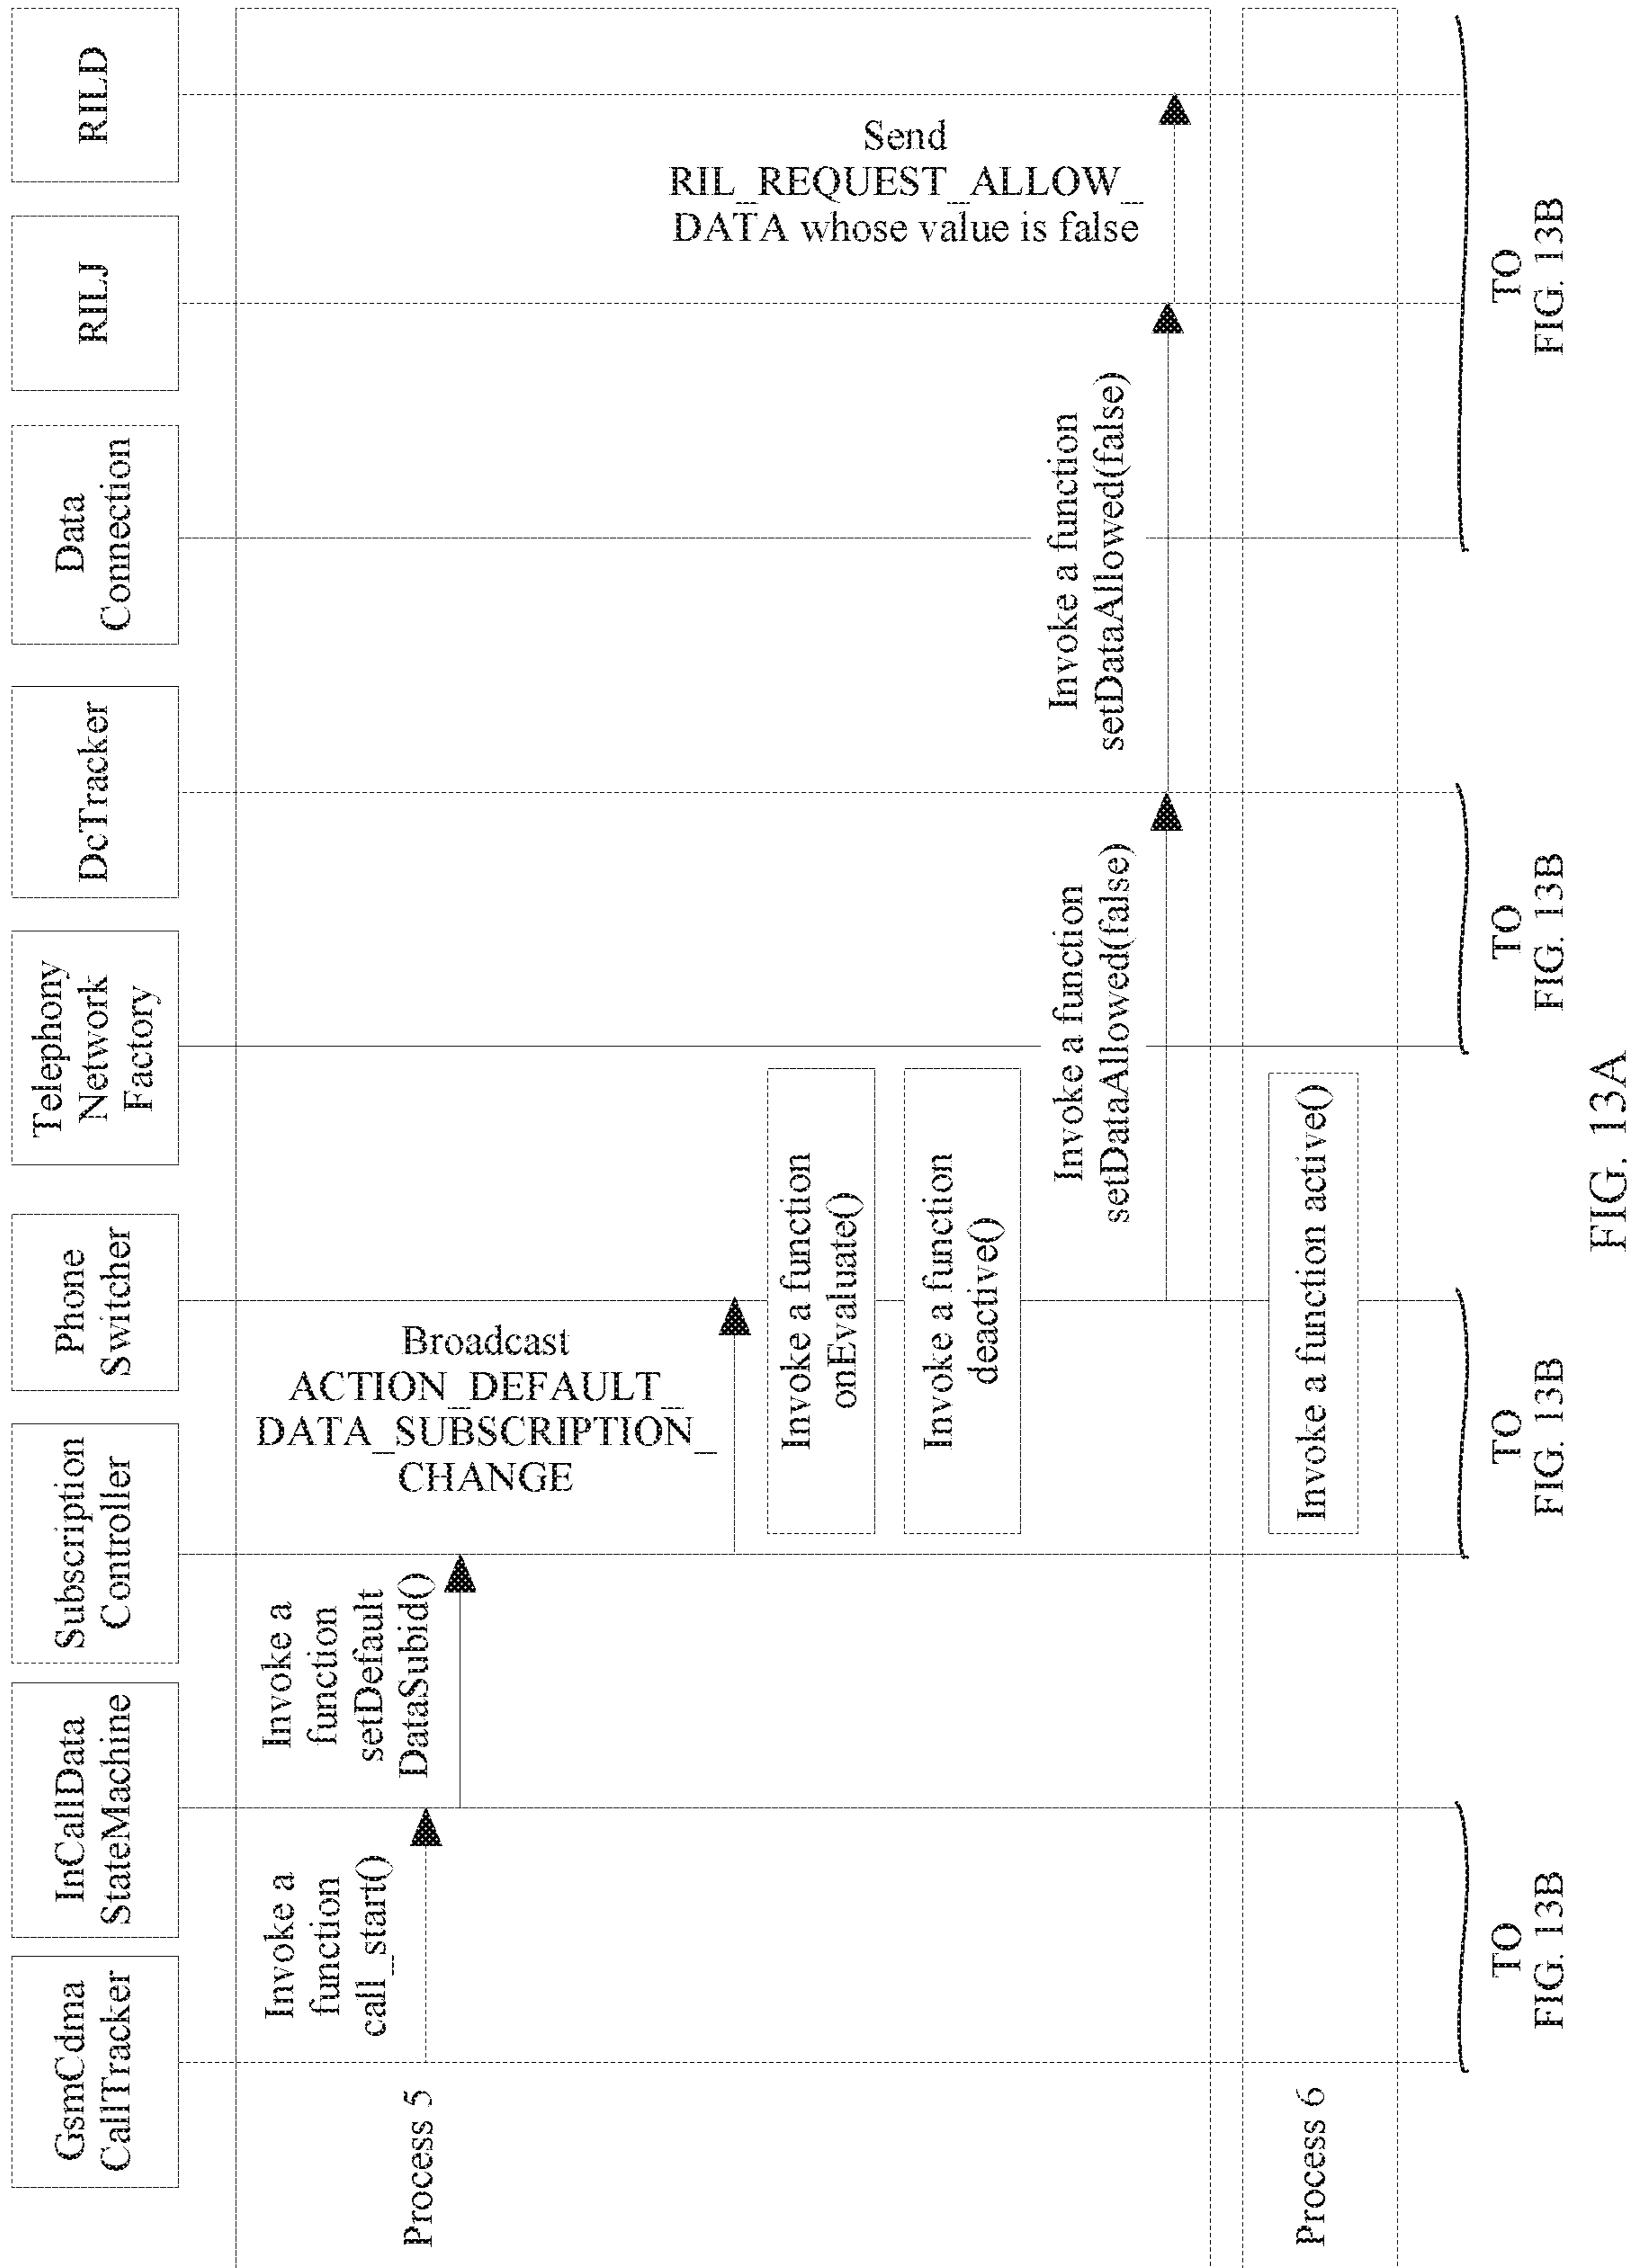 GsmCdma
CallTracker
InCallData
StateMachine
Subscription
Controller
Phone
Switcher
Telephony
Network
Factory
DcTracker
Data
Connection
RILJ
RILD
Process 5
Invoke a
function
call_start()
Invoke a
function
setDefault
DataSubid()
Broadcast
ACTION_DEFAULT_
DATA_SUBSCRIPTION_
CHANGE
Invoke a function
onEvaluate()
Invoke a function
deactive()
Invoke a function
setDataAllowed(false)
Invoke a function
setDataAllowed(false)
Send
RIL_REQUEST_ALLOW_
DATA whose value is false
Process 6
Invoke a function active()
TO
FIG. 13B
TO
FIG. 13B
TO
FIG. 13B
TO
FIG. 13B
FIG. 13A